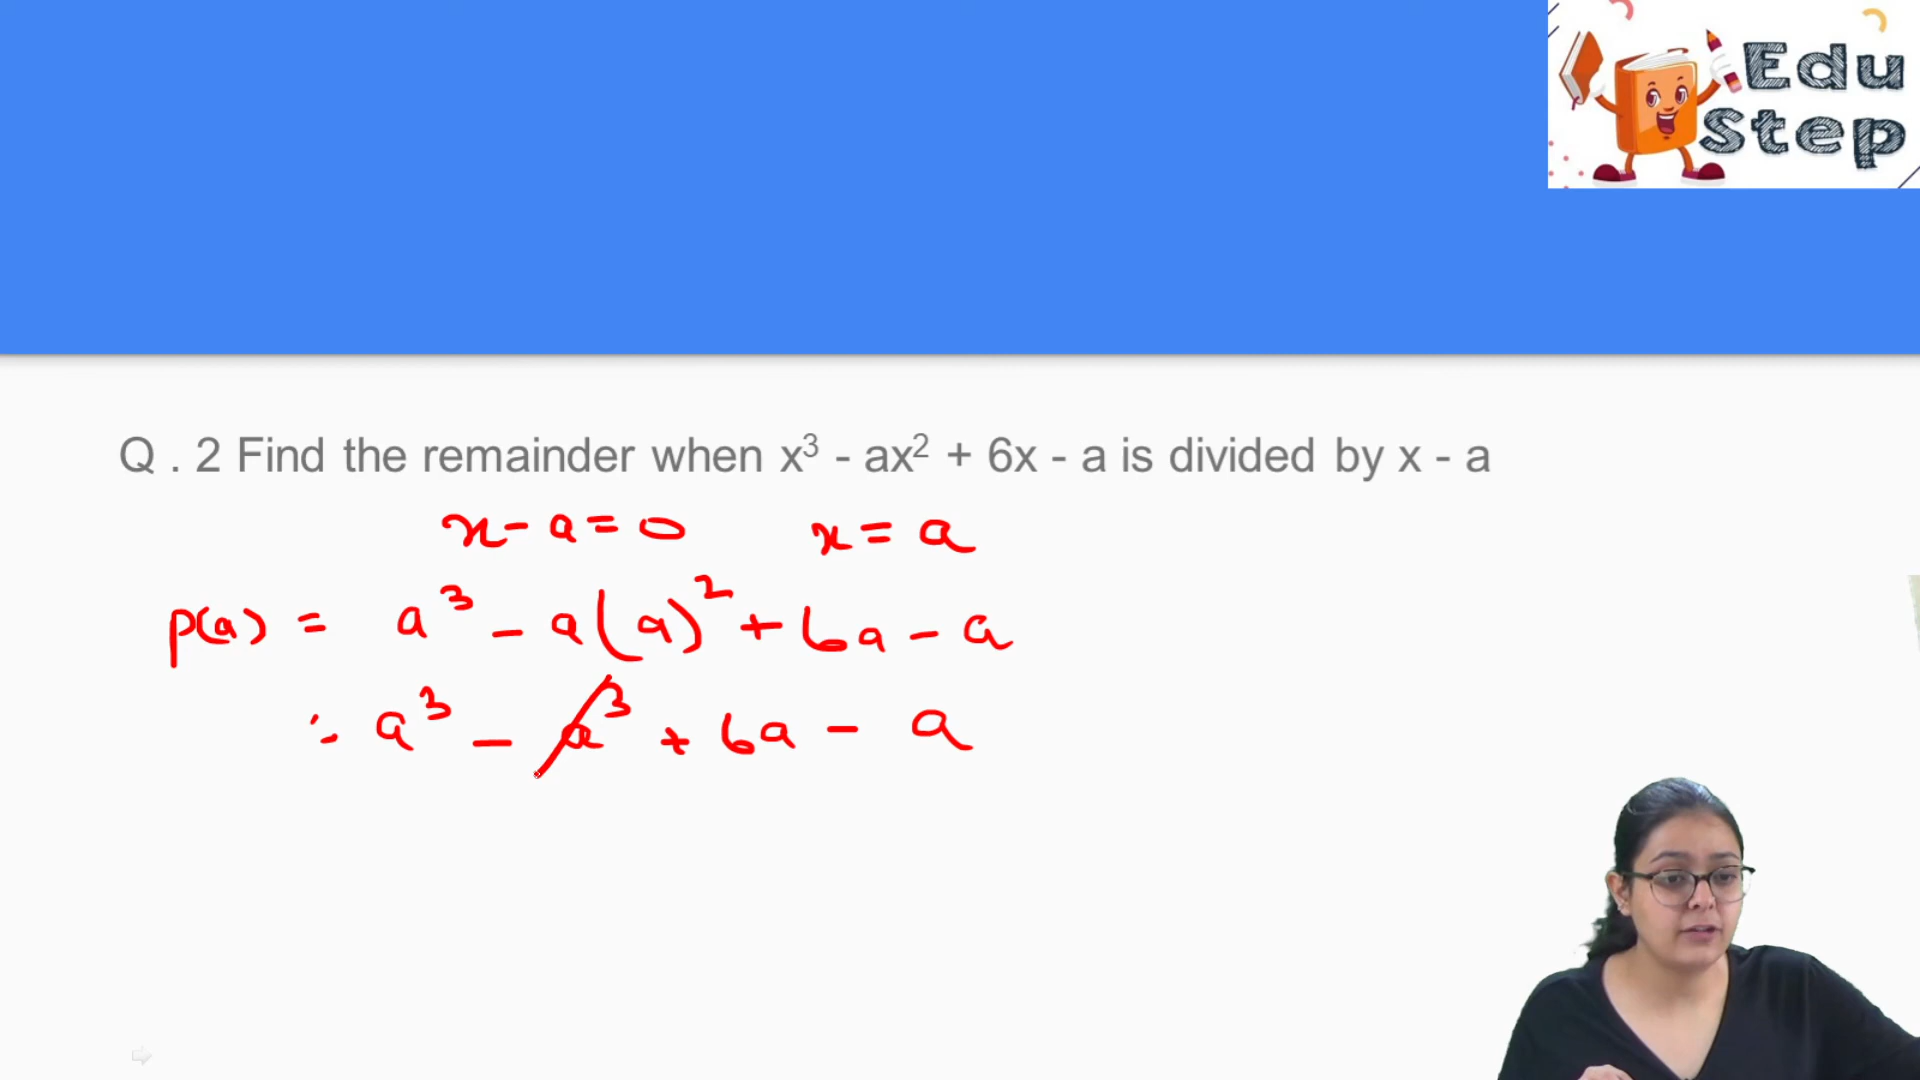 Edu
Step
Q . 2 Find the remainder when x³ - ax² + 6x - a is divided by x - a
x - a = 0 x = a
p(a) = a³ - a(a)² + 6a - a
= a³ - a³ + 6a - a